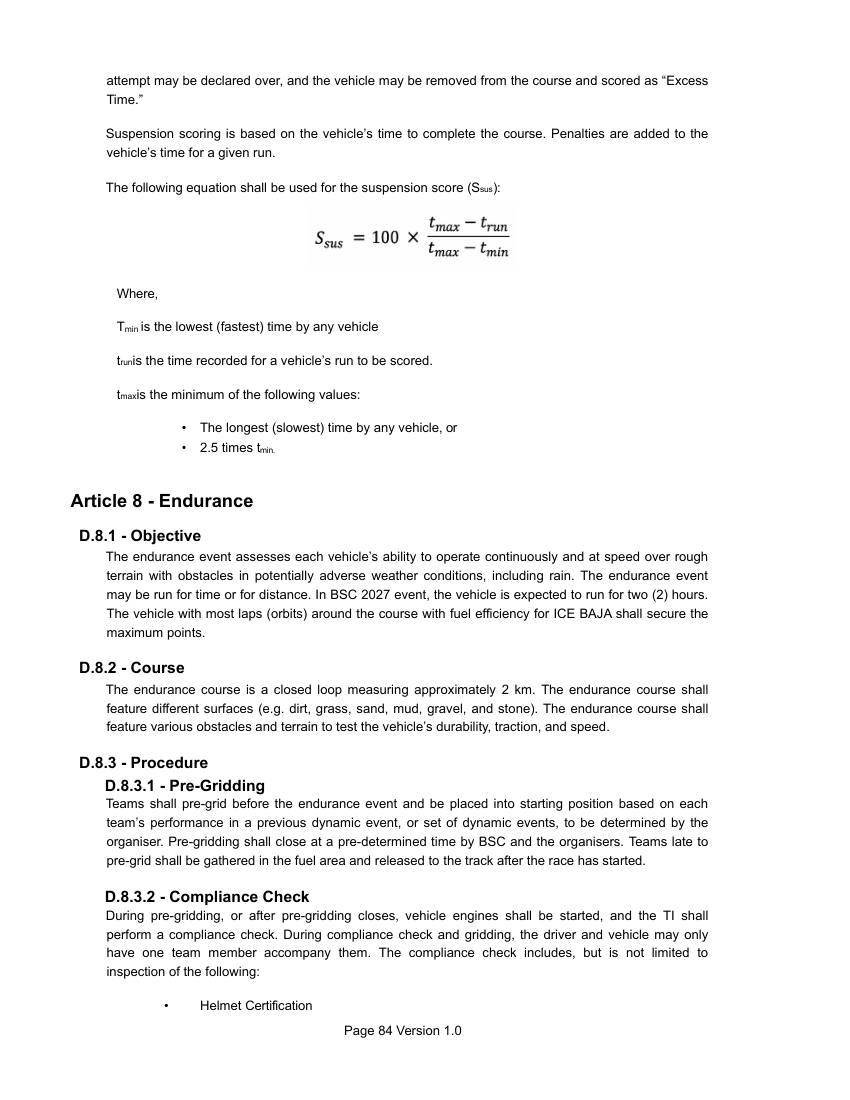 attempt may be declared over, and the vehicle may be removed from the course and scored as “Excess
Time.”
Suspension scoring is based on the vehicle’s time to complete the course. Penalties are added to the
vehicle’s time for a given run.
The following equation shall be used for the suspension score (Ssus):
Ssus = 100 × (tmax − trun) / (tmax − tmin)
Where,
Tmin is the lowest (fastest) time by any vehicle
trunis the time recorded for a vehicle’s run to be scored.
tmaxis the minimum of the following values:
• The longest (slowest) time by any vehicle, or
• 2.5 times tmin.
Article 8 - Endurance
D.8.1 - Objective
The endurance event assesses each vehicle’s ability to operate continuously and at speed over rough
terrain with obstacles in potentially adverse weather conditions, including rain. The endurance event
may be run for time or for distance. In BSC 2027 event, the vehicle is expected to run for two (2) hours.
The vehicle with most laps (orbits) around the course with fuel efficiency for ICE BAJA shall secure the
maximum points.
D.8.2 - Course
The endurance course is a closed loop measuring approximately 2 km. The endurance course shall
feature different surfaces (e.g. dirt, grass, sand, mud, gravel, and stone). The endurance course shall
feature various obstacles and terrain to test the vehicle’s durability, traction, and speed.
D.8.3 - Procedure
D.8.3.1 - Pre-Gridding
Teams shall pre-grid before the endurance event and be placed into starting position based on each
team’s performance in a previous dynamic event, or set of dynamic events, to be determined by the
organiser. Pre-gridding shall close at a pre-determined time by BSC and the organisers. Teams late to
pre-grid shall be gathered in the fuel area and released to the track after the race has started.
D.8.3.2 - Compliance Check
During pre-gridding, or after pre-gridding closes, vehicle engines shall be started, and the TI shall
perform a compliance check. During compliance check and gridding, the driver and vehicle may only
have one team member accompany them. The compliance check includes, but is not limited to
inspection of the following:
• Helmet Certification
Page 84 Version 1.0